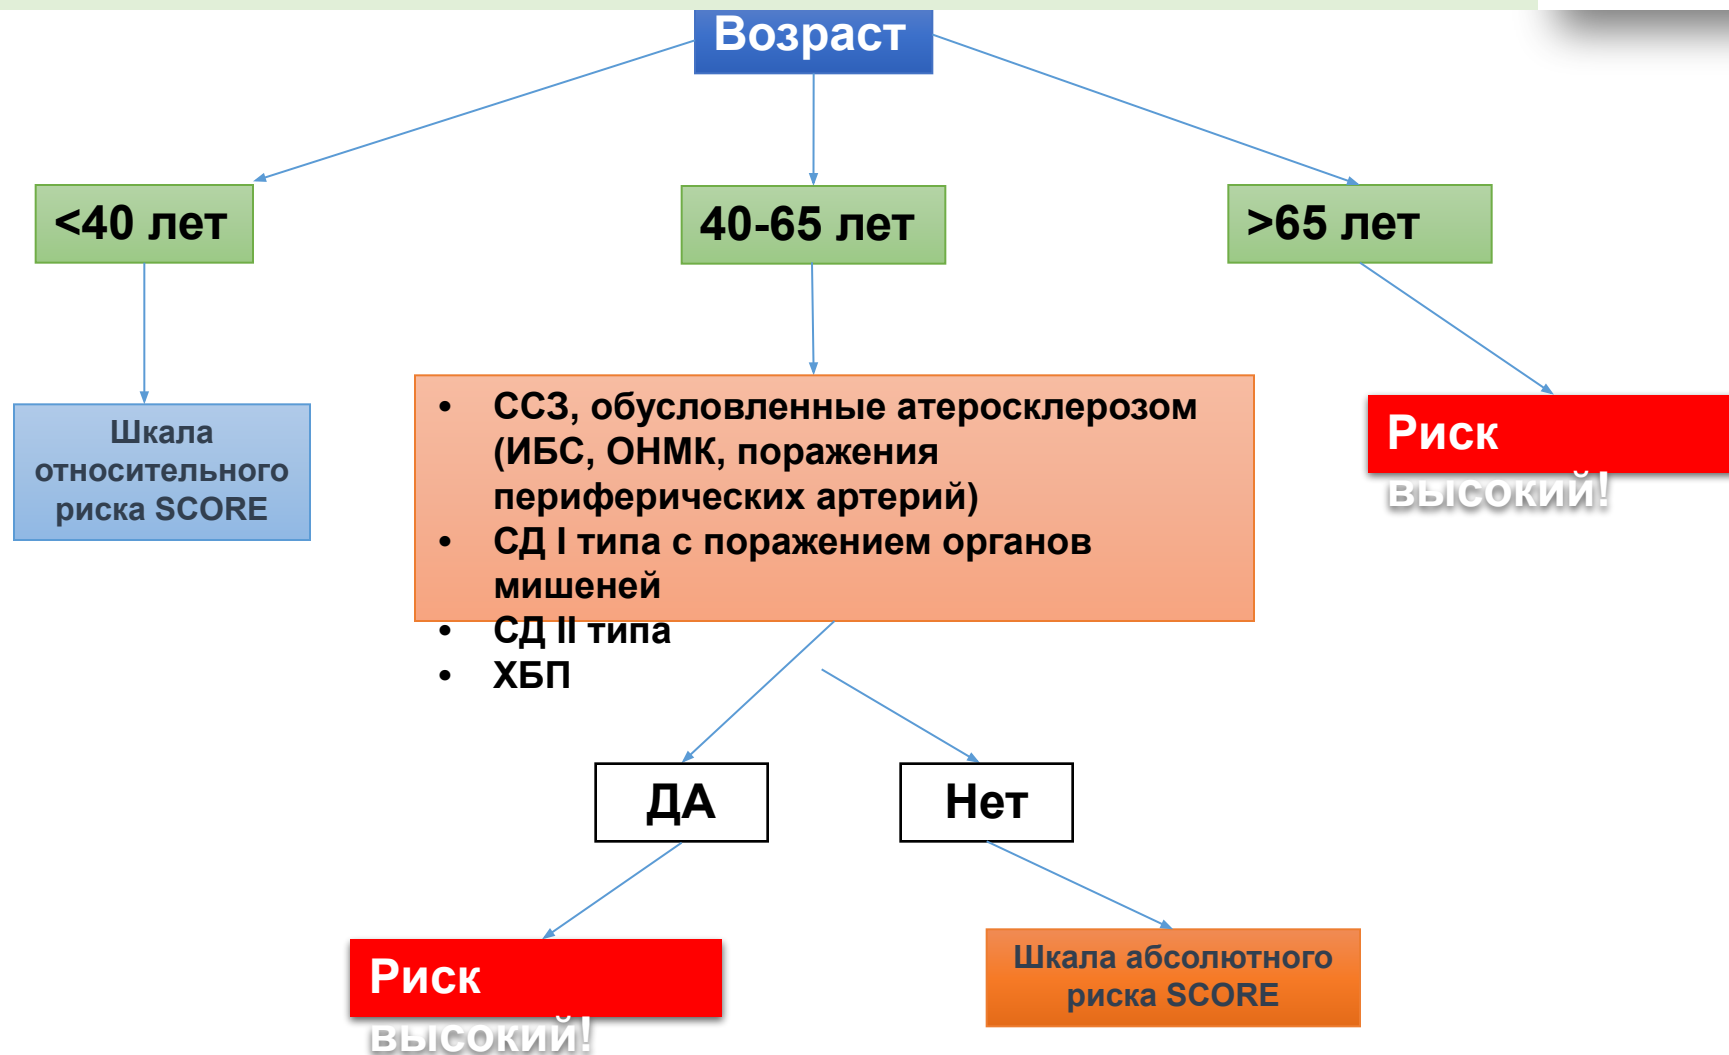 Возраст
<40 лет
40-65 лет
>65 лет
Шкала
относительного
риска SCORE
• ССЗ, обусловленные атеросклерозом
(ИБС, ОНМК, поражения
периферических артерий)
• СД I типа с поражением органов
мишеней
• СД II типа
• ХБП
Риск
высокий!
ДА
Нет
Риск
высокий!
Шкала абсолютного
риска SCORE